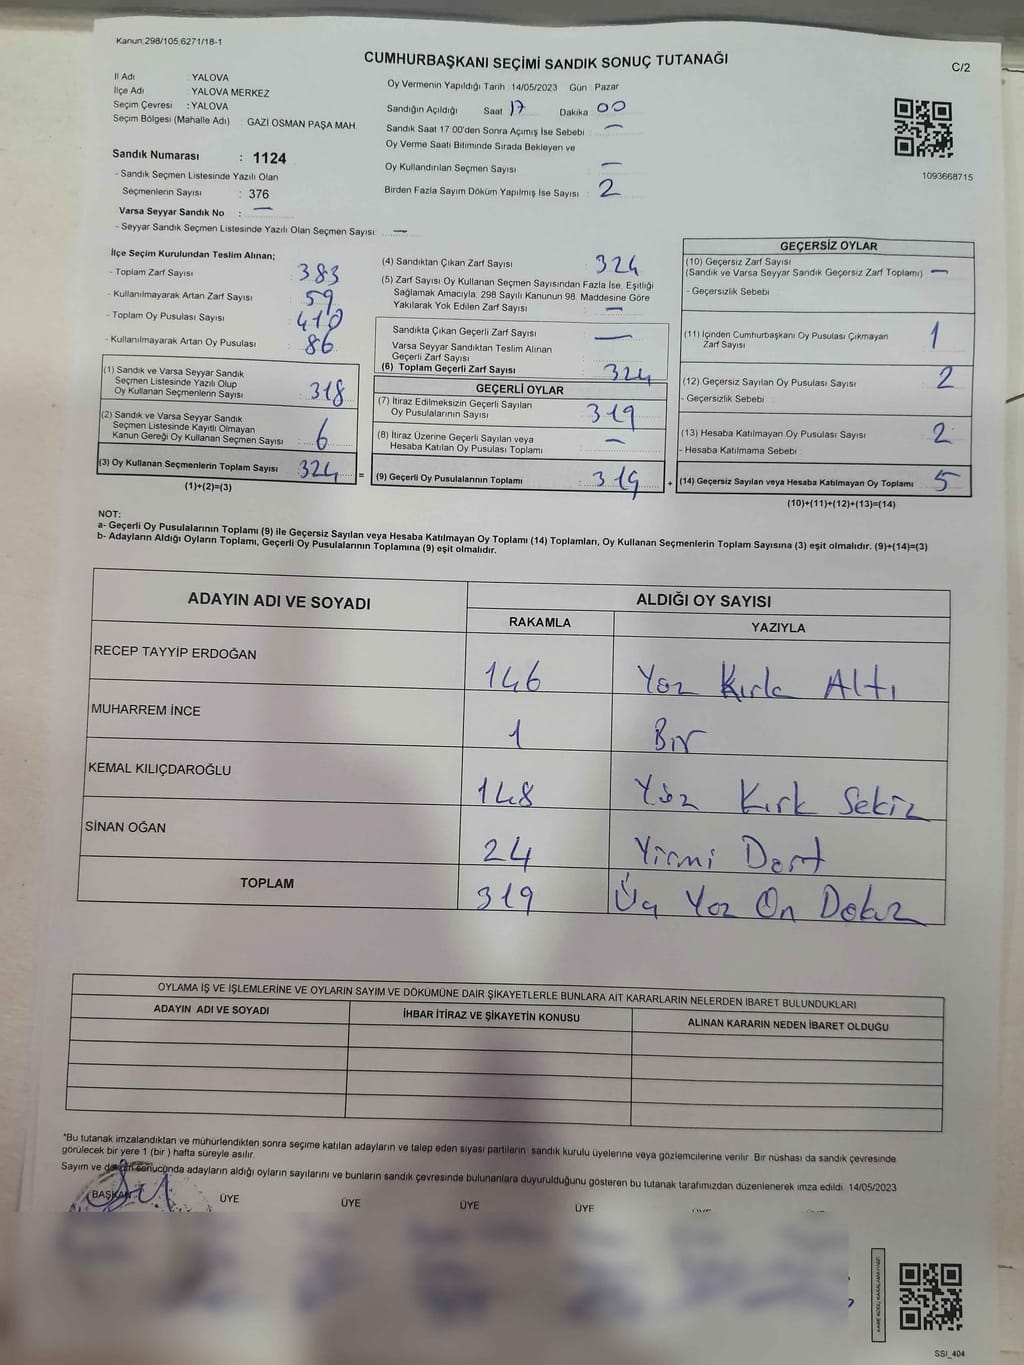 Kanun;298/105;6271/18-1
CUMHURBAŞKANI SEÇİMİ SANDIK SONUÇ TUTANAĞI
C/2
İl Adı : YALOVA
İlçe Adı : YALOVA MERKEZ
Seçim Çevresi : YALOVA
Seçim Bölgesi (Mahalle Adı) : GAZİ OSMAN PAŞA MAH.
Sandık Numarası : 1124
- Sandık Seçmen Listesinde Yazılı Olan
Seçmenlerin Sayısı : 376
Varsa Seyyar Sandık No : —
- Seyyar Sandık Seçmen Listesinde Yazılı Olan Seçmen Sayısı: —
Oy Vermenin Yapıldığı Tarih :14/05/2023 Gün : Pazar
Sandığın Açıldığı Saat 17 Dakika 00
Sandık Saat 17:00'den Sonra Açımış İse Sebebi : —
Oy Verme Saati Bitiminde Sırada Bekleyen ve
Oy Kullandırılan Seçmen Sayısı : —
Birden Fazla Sayım Döküm Yapılmış İse Sayısı : 2
1093668715
İlçe Seçim Kurulundan Teslim Alınan;
- Toplam Zarf Sayısı : 383
- Kullanılmayarak Artan Zarf Sayısı : 59
- Toplam Oy Pusulası Sayısı : 410
- Kullanılmayarak Artan Oy Pusulası : 86
(1) Sandık ve Varsa Seyyar Sandık
Seçmen Listesinde Yazılı Olup
Oy Kullanan Seçmenlerin Sayısı : 318
(2) Sandık ve Varsa Seyyar Sandık
Seçmen Listesinde Kayıtlı Olmayan
Kanun Gereği Oy Kullanan Seçmen Sayısı : 6
(3) Oy Kullanan Seçmenlerin Toplam Sayısı : 324
(1)+(2)=(3)
(4) Sandıktan Çıkan Zarf Sayısı : 324
(5) Zarf Sayısı Oy Kullanan Seçmen Sayısından Fazla İse, Eşitliği
Sağlamak Amacıyla, 298 Sayılı Kanunun 98. Maddesine Göre
Yakılarak Yok Edilen Zarf Sayısı : —
Sandıkta Çıkan Geçerli Zarf Sayısı : —
Varsa Seyyar Sandıktan Teslim Alınan
Geçerli Zarf Sayısı :
(6) Toplam Geçerli Zarf Sayısı : 324
GEÇERLİ OYLAR
(7) İtiraz Edilmeksizin Geçerli Sayılan
Oy Pusulalarının Sayısı : 319
(8) İtiraz Üzerine Geçerli Sayılan veya
Hesaba Katılan Oy Pusulası Toplamı : —
= (9) Geçerli Oy Pusulalarının Toplamı : 319
GEÇERSİZ OYLAR
(10) Geçersiz Zarf Sayısı :
(Sandık ve Varsa Seyyar Sandık Geçersiz Zarf Toplamı) —
- Geçersizlik Sebebi :
(11) İçinden Cumhurbaşkanı Oy Pusulası Çıkmayan
Zarf Sayısı : 1
(12) Geçersiz Sayılan Oy Pusulası Sayısı : 2
- Geçersizlik Sebebi :
(13) Hesaba Katılmayan Oy Pusulası Sayısı : 2
- Hesaba Katılmama Sebebi :
+ (14) Geçersiz Sayılan veya Hesaba Katılmayan Oy Toplamı : 5
(10)+(11)+(12)+(13)=(14)
NOT:
a- Geçerli Oy Pusulalarının Toplamı (9) ile Geçersiz Sayılan veya Hesaba Katılmayan Oy Toplamı (14) Toplamları, Oy Kullanan Seçmenlerin Toplam Sayısına (3) eşit olmalıdır. (9)+(14)=(3)
b- Adayların Aldığı Oyların Toplamı, Geçerli Oy Pusulalarının Toplamına (9) eşit olmalıdır.
ADAYIN ADI VE SOYADI
ALDIĞI OY SAYISI
RAKAMLA YAZIYLA
RECEP TAYYİP ERDOĞAN 146 Yüz Kırk Altı
MUHARREM İNCE 1 Bir
KEMAL KILIÇDAROĞLU 148 Yüz Kırk Sekiz
SİNAN OĞAN 24 Yirmi Dört
TOPLAM 319 Üç Yüz On Dokuz
OYLAMA İŞ VE İŞLEMLERİNE VE OYLARIN SAYIM VE DÖKÜMÜNE DAİR ŞİKAYETLERLE BUNLARA AİT KARARLARIN NELERDEN İBARET BULUNDUKLARI
ADAYIN ADI VE SOYADI İHBAR İTİRAZ VE ŞİKAYETİN KONUSU ALINAN KARARIN NEDEN İBARET OLDUĞU
"Bu tutanak imzalandıktan ve mühürlendikten sonra seçime katılan adayların ve talep eden siyasi partilerin sandık kurulu üyelerine veya gözlemcilerine verilir. Bir nüshası da sandık çevresinde
görülecek bir yere 1 (bir ) hafta süreyle asılır.
Sayım ve döküm sonucunda adayların aldığı oyların sayılarını ve bunların sandık çevresinde bulunanlara duyurulduğunu gösteren bu tutanak tarafımızdan düzenlenerek imza edildi. 14/05/2023
BAŞKAN ÜYE ÜYE ÜYE ÜYE
SSI_404